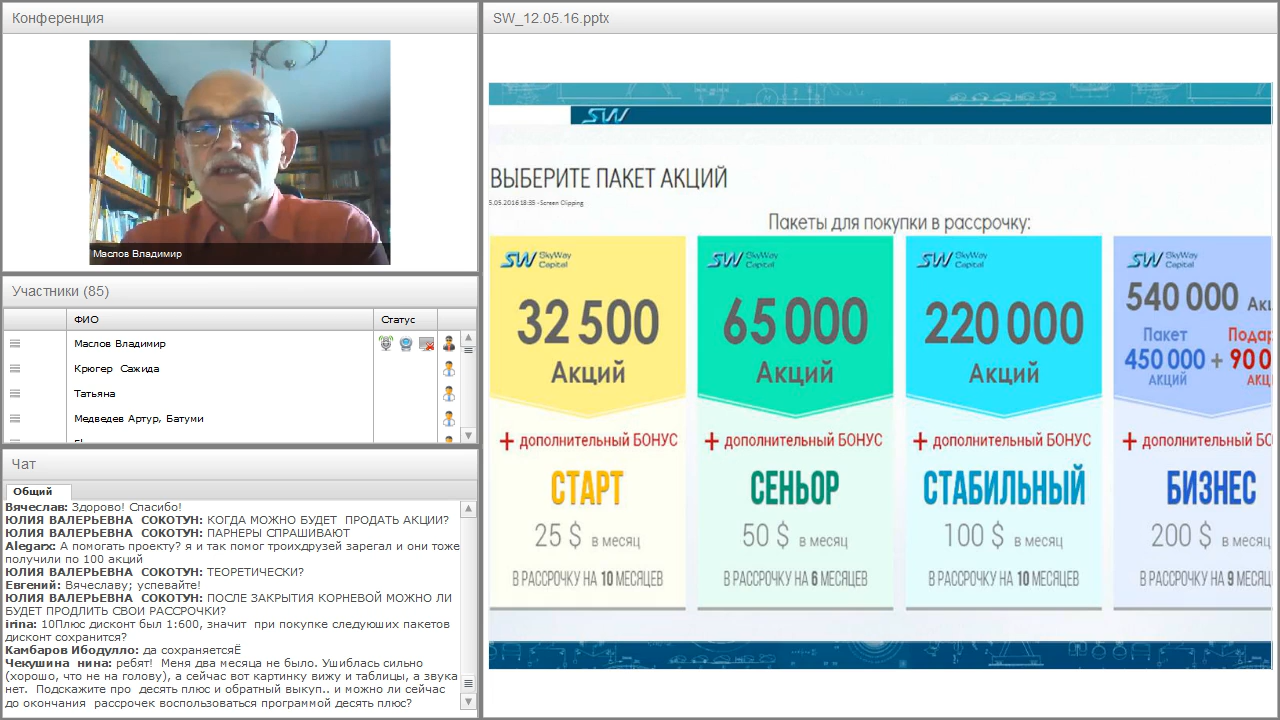 Конференция
Маслов Владимир
Участники (85)
ФИО
Статус
Маслов Владимир
Крюгер Сажида
Татьяна
Медведев Артур, Батуми
Чат
Общий
Вячеслав: Здорово! Спасибо!
ЮЛИЯ ВАЛЕРЬЕВНА СОКОТУН: КОГДА МОЖНО БУДЕТ ПРОДАТЬ АКЦИИ?
ЮЛИЯ ВАЛЕРЬЕВНА СОКОТУН: ПАРНЕРЫ СПРАШИВАЮТ
Alegarx: А помогать проекту? я и так помог троихдрузей зарегал и они тоже
получили по 100 акций
ЮЛИЯ ВАЛЕРЬЕВНА СОКОТУН: ТЕОРЕТИЧЕСКИ?
Евгений: Вячеславу; успевайте!
ЮЛИЯ ВАЛЕРЬЕВНА СОКОТУН: ПОСЛЕ ЗАКРЫТИЯ КОРНЕВОЙ МОЖНО ЛИ
БУДЕТ ПРОДЛИТЬ СВОИ РАССРОЧКИ?
irina: 10Плюс дисконт был 1:600, значит при покупке следуюших пакетов
дисконт сохранится?
Камбаров Ибодулло: да сохраняетсяЁ
Чекушина нина: ребят! Меня два месяца не было. Ушиблась сильно
(хорошо, что не на голову), а сейчас вот картинку вижу и таблицы, а звука
нет. Подскажите про десять плюс и обратный выкуп.. и можно ли сейчас
до окончания рассрочек воспользоваться программой десять плюс?
SW_12.05.16.pptx
SW
ВЫБЕРИТЕ ПАКЕТ АКЦИЙ
5.05.2016 18:35 - Screen Clipping
Пакеты для покупки в рассрочку:
SW SkyWay Capital
32 500
Акций
+ дополнительный БОНУС
СТАРТ
25 $ в месяц
В РАССРОЧКУ НА 10 МЕСЯЦЕВ
SW SkyWay Capital
65 000
Акций
+ дополнительный БОНУС
СЕНЬОР
50 $ в месяц
В РАССРОЧКУ НА 6 МЕСЯЦЕВ
SW SkyWay Capital
220 000
Акций
+ дополнительный БОНУС
СТАБИЛЬНЫЙ
100 $ в месяц
В РАССРОЧКУ НА 10 МЕСЯЦЕВ
SW SkyWay Capital
540 000
Пакет
450 000 +
АКЦИЙ
+ дополнительный
БИЗНЕС
200 $ в месяц
В РАССРОЧКУ НА 9